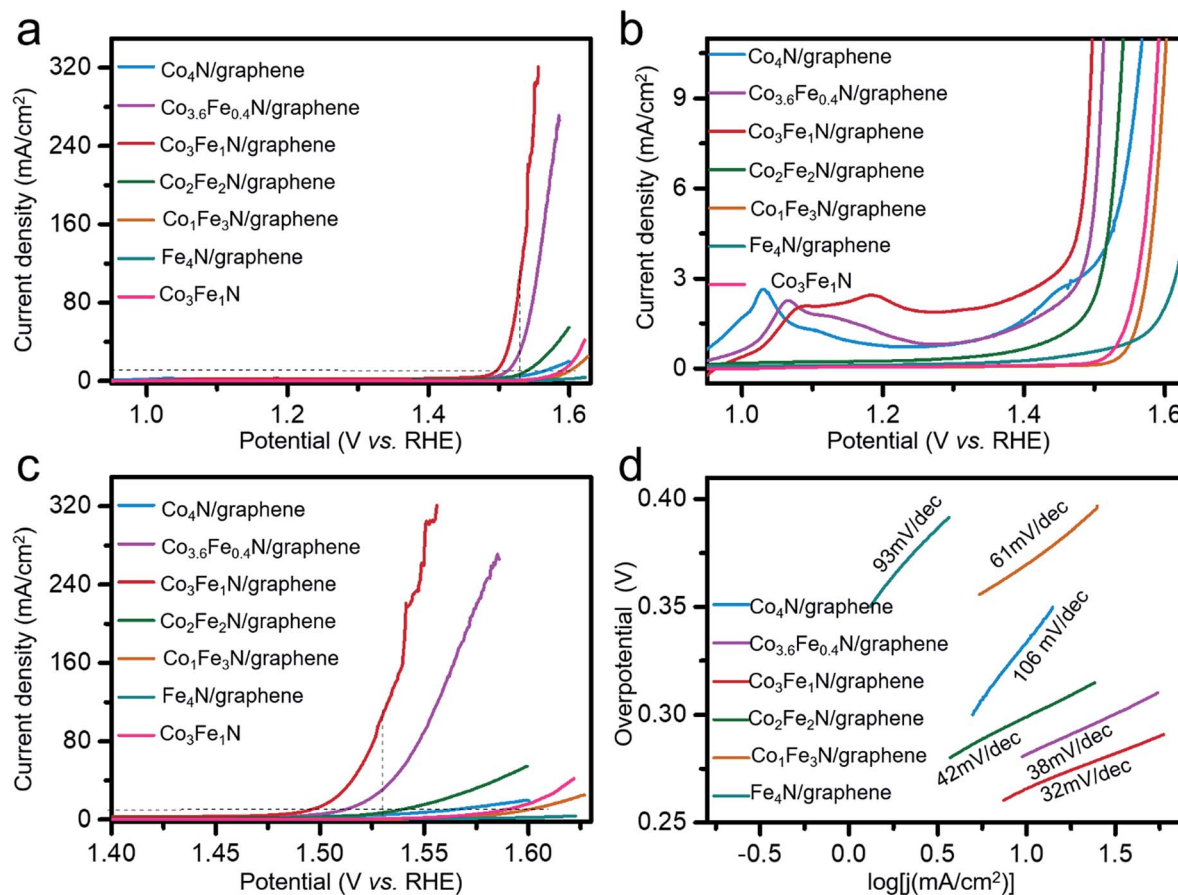 a
Current density (mA/cm²)
320
240
160
80
0
Co₄N/graphene
Co₃.₆Fe₀.₄N/graphene
Co₃Fe₁N/graphene
Co₂Fe₂N/graphene
Co₁Fe₃N/graphene
Fe₄N/graphene
Co₃Fe₁N
1.0 1.2 1.4 1.6
Potential (V vs. RHE)
b
Current density (mA/cm²)
9
6
3
0
Co₄N/graphene
Co₃.₆Fe₀.₄N/graphene
Co₃Fe₁N/graphene
Co₂Fe₂N/graphene
Co₁Fe₃N/graphene
Fe₄N/graphene
Co₃Fe₁N
1.0 1.2 1.4 1.6
Potential (V vs. RHE)
c
Current density (mA/cm²)
320
240
160
80
0
Co₄N/graphene
Co₃.₆Fe₀.₄N/graphene
Co₃Fe₁N/graphene
Co₂Fe₂N/graphene
Co₁Fe₃N/graphene
Fe₄N/graphene
Co₃Fe₁N
1.40 1.45 1.50 1.55 1.60
Potential (V vs. RHE)
d
Overpotential (V)
0.40
0.35
0.30
0.25
93mV/dec
61mV/dec
106 mV/dec
42mV/dec
38mV/dec
32mV/dec
Co₄N/graphene
Co₃.₆Fe₀.₄N/graphene
Co₃Fe₁N/graphene
Co₂Fe₂N/graphene
Co₁Fe₃N/graphene
Fe₄N/graphene
-0.5 0.0 0.5 1.0 1.5
log[j(mA/cm²)]